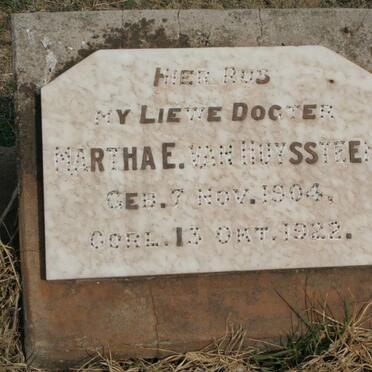 HIER RUS
MY LIEWE DOGTER
MARTHA E. VAN HUYSSTEEN
GEB. 7 NOV. 1904.
OORL. 13 OKT. 1922.